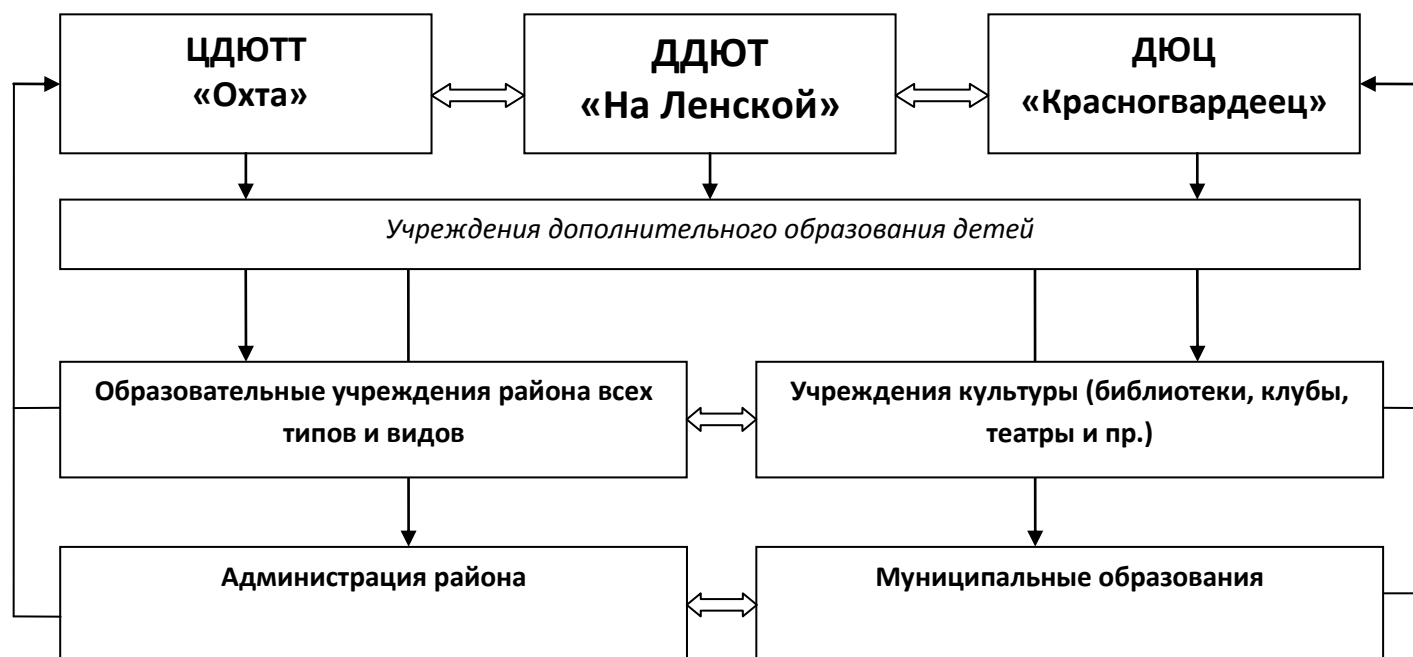 ЦДЮТТ
«Охта»
ДДЮТ
«На Ленской»
ДЮЦ
«Красногвардеец»
Учреждения дополнительного образования детей
Образовательные учреждения района всех
типов и видов
Учреждения культуры (библиотеки, клубы,
театры и пр.)
Администрация района
Муниципальные образования